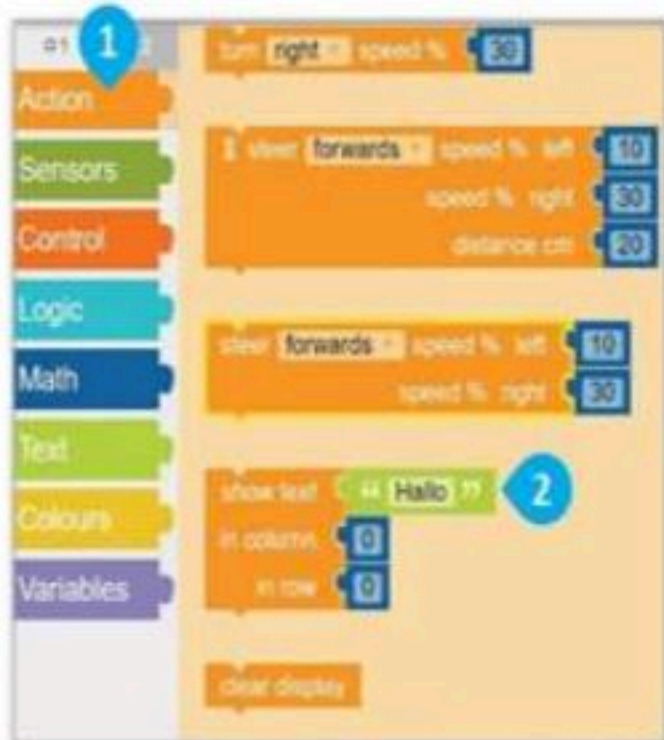 01
1
Action
Sensors
Control
Logic
Math
Text
Colours
Variables
turn right speed % 30
steer forwards speed % left 10
speed % right 30
distance cm 20
steer forwards speed % left 10
speed % right 30
show text “ Hallo ” 2
in column 0
in row 0
clear display